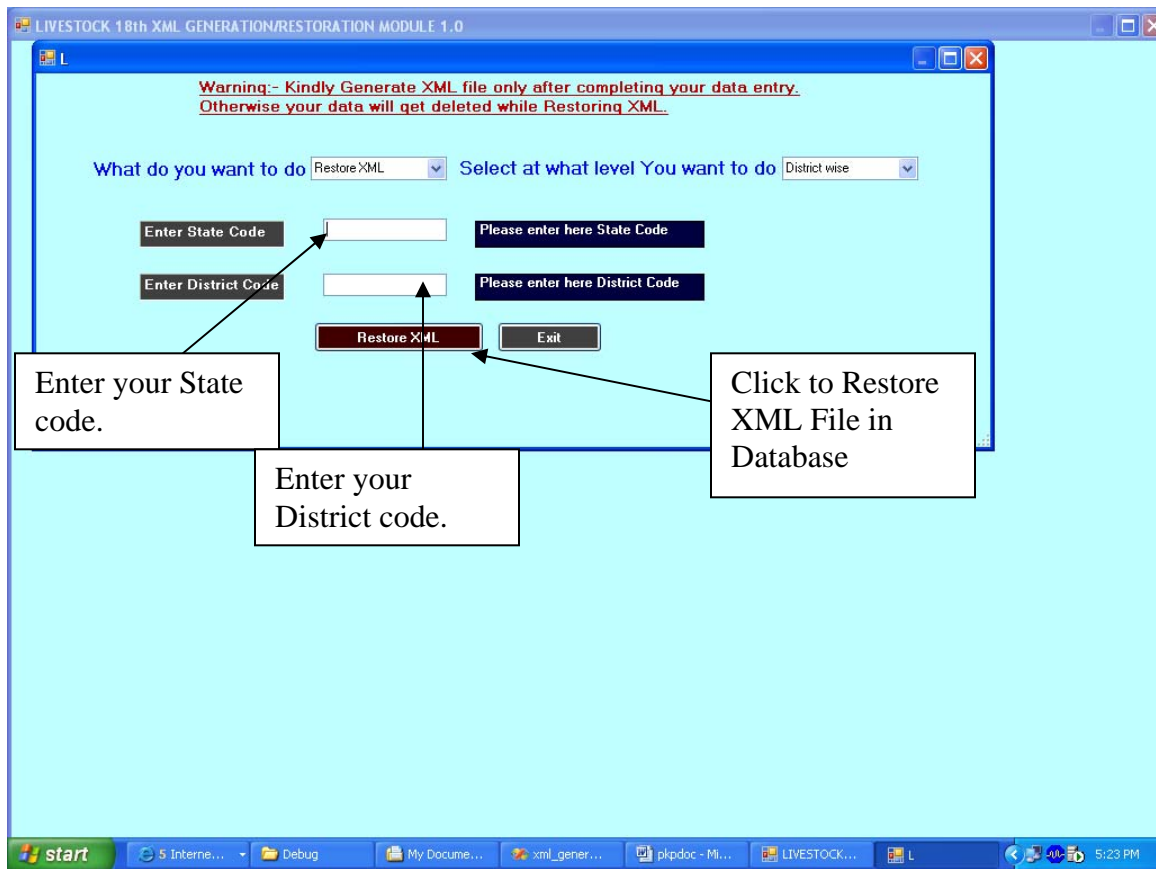 LIVESTOCK 18th XML GENERATION/RESTORATION MODULE 1.0
L
Warning:- Kindly Generate XML file only after completing your data entry.
Otherwise your data will get deleted while Restoring XML.
What do you want to do Restore XML Select at what level You want to do District wise
Enter State Code Please enter here State Code
Enter District Code Please enter here District Code
Restore XML Exit
Enter your State
code.
Click to Restore
XML File in
Database
Enter your
District code.
start 5 Interne... Debug My Docume... xml_gener... pkpdoc - Mi... LIVESTOCK... L 5:23 PM